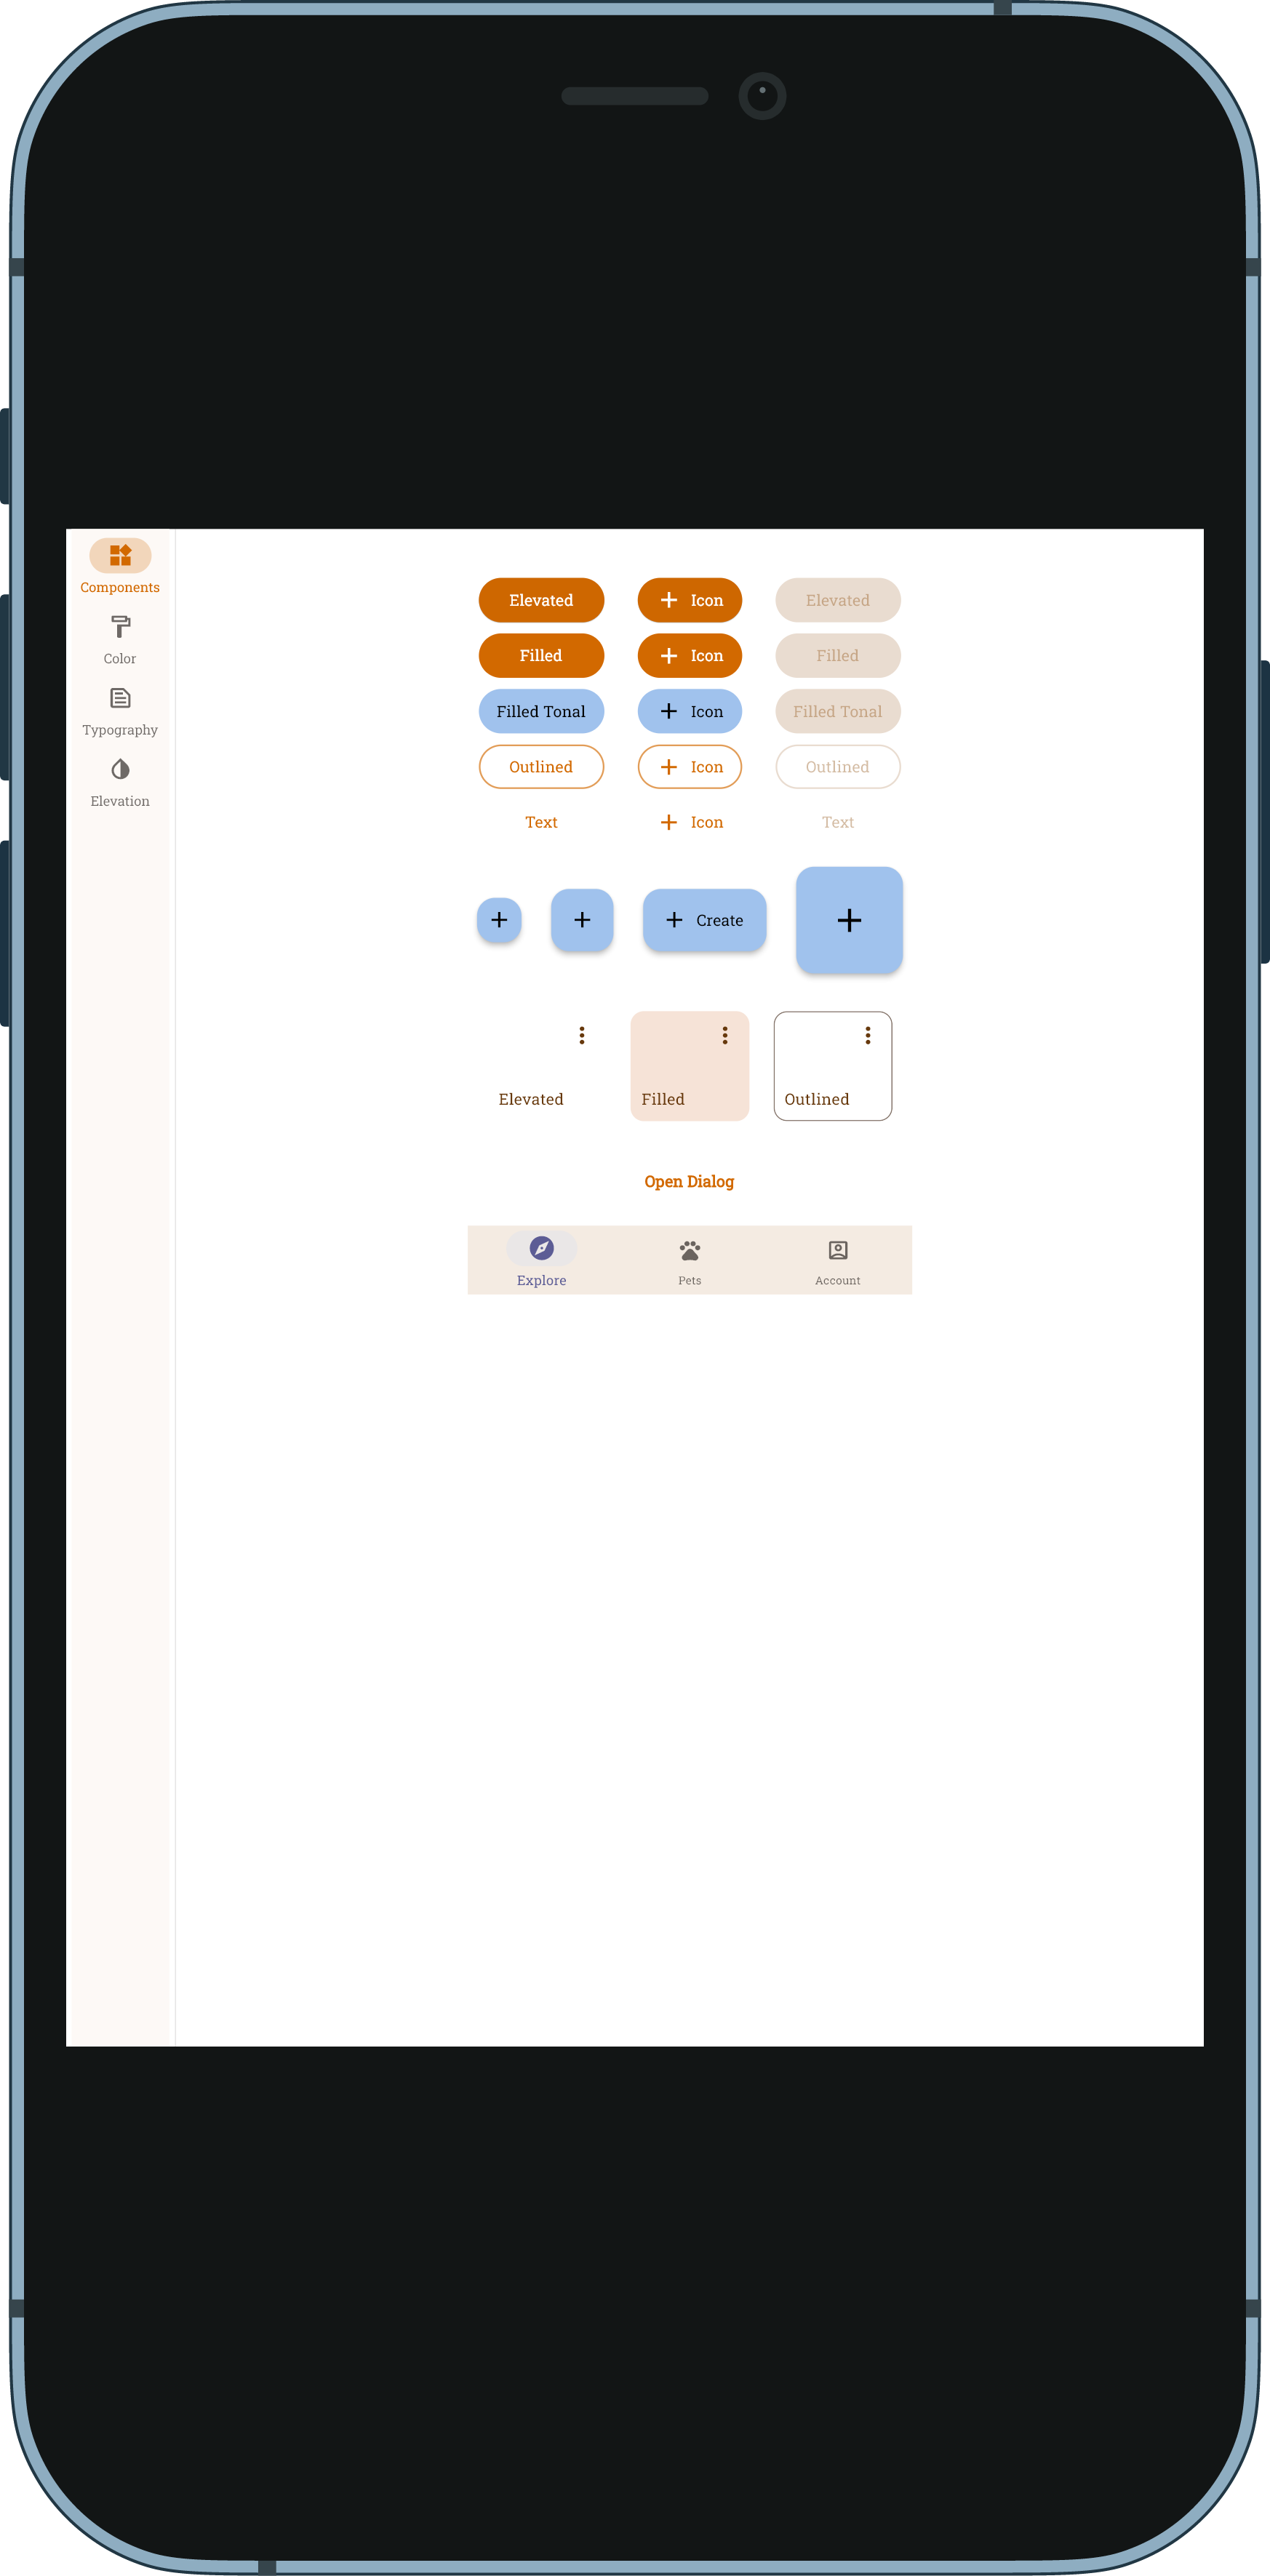 Components
Color
Typography
Elevation
Elevated Icon Elevated
Filled Icon Filled
Filled Tonal Icon Filled Tonal
Outlined Icon Outlined
Text Icon Text
Create
Elevated Filled Outlined
Open Dialog
Explore Pets Account